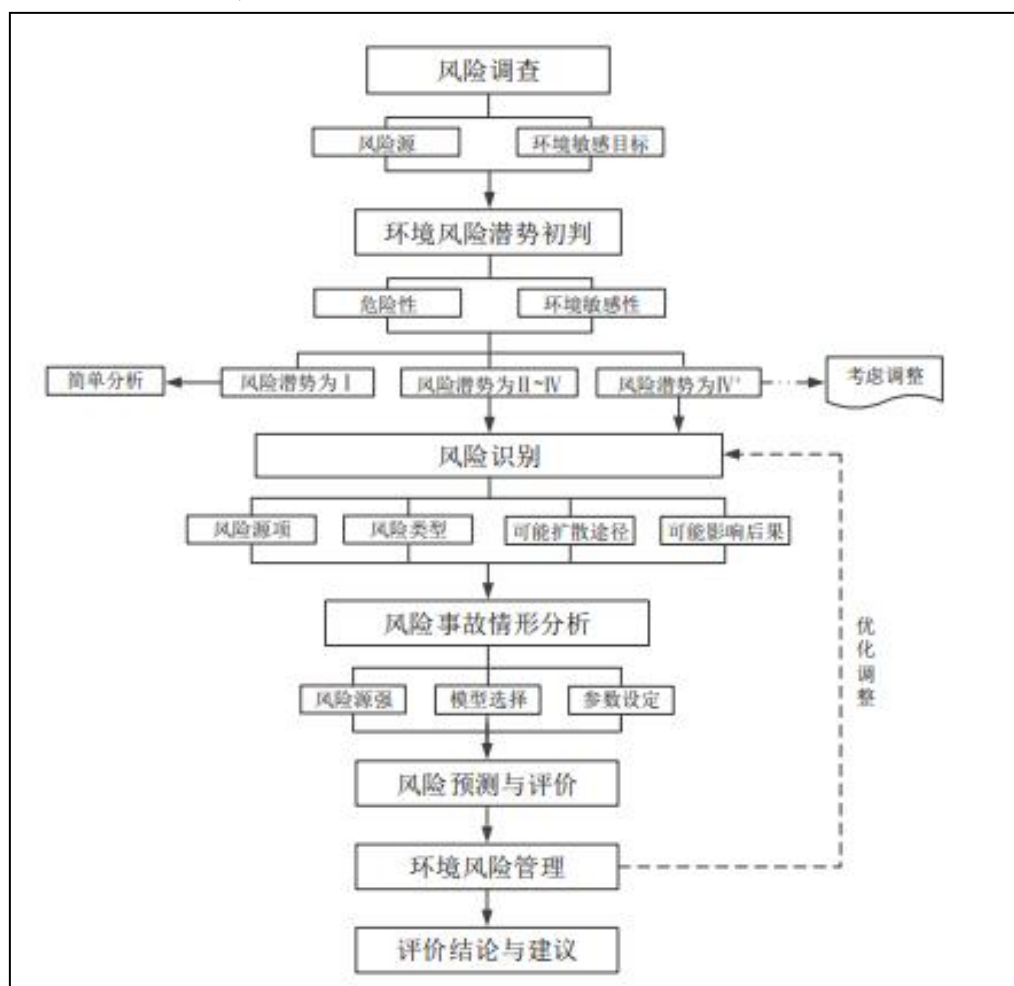 风险调查
风险源
环境敏感目标
环境风险潜势初判
危险性
环境敏感性
简单分析
风险潜势为Ⅰ
风险潜势为Ⅱ~Ⅳ
风险潜势为Ⅳ⁺
考虑调整
风险识别
风险源项
风险类型
可能扩散途径
可能影响后果
风险事故情形分析
风险源强
模型选择
参数设定
优化调整
风险预测与评价
环境风险管理
评价结论与建议